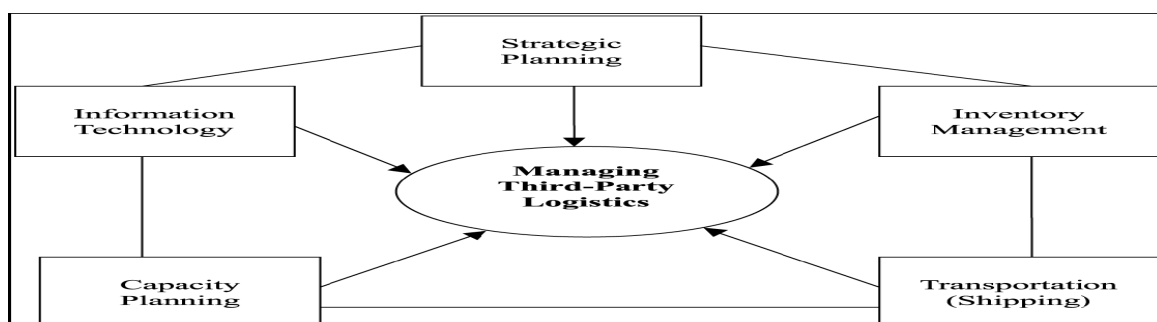 Strategic
Planning
Information
Technology
Inventory
Management
Managing
Third-Party
Logistics
Capacity
Planning
Transportation
(Shipping)